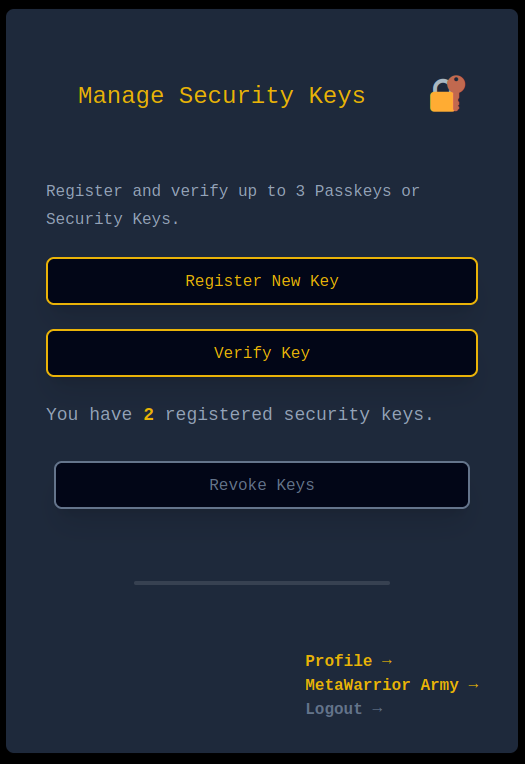 Manage Security Keys
Register and verify up to 3 Passkeys or
Security Keys.
Register New Key
Verify Key
You have 2 registered security keys.
Revoke Keys
Profile →
MetaWarrior Army →
Logout →